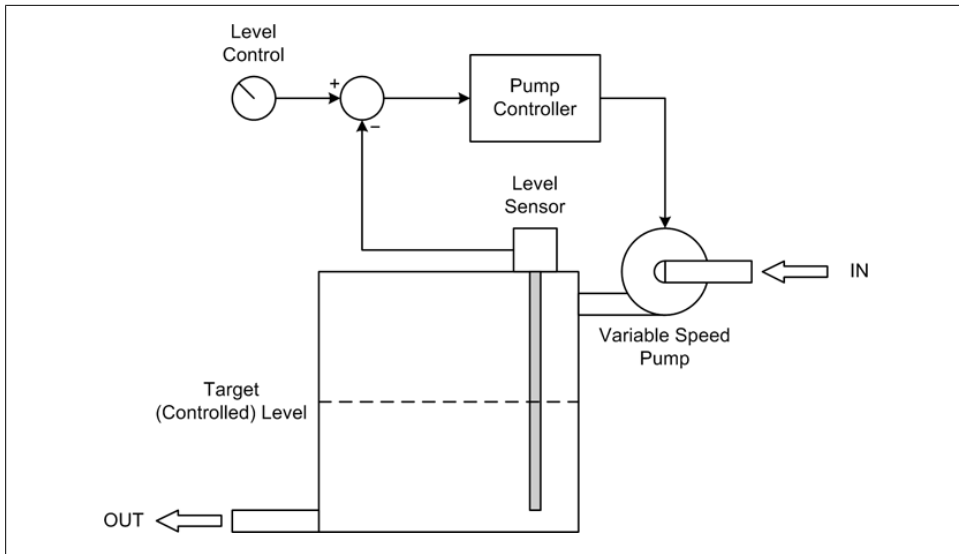 Level
Control
+
−
Pump
Controller
Level
Sensor
IN
Variable Speed
Pump
Target
(Controlled) Level
OUT